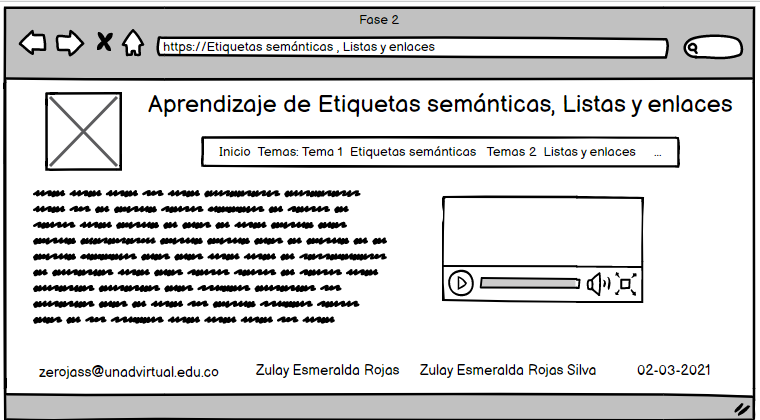 Fase 2
https://Etiquetas semánticas , Listas y enlaces
Aprendizaje de Etiquetas semánticas, Listas y enlaces
Inicio Temas: Tema 1 Etiquetas semánticas Temas 2 Listas y enlaces ...
zerojass@unadvirtual.edu.co Zulay Esmeralda Rojas Zulay Esmeralda Rojas Silva 02-03-2021